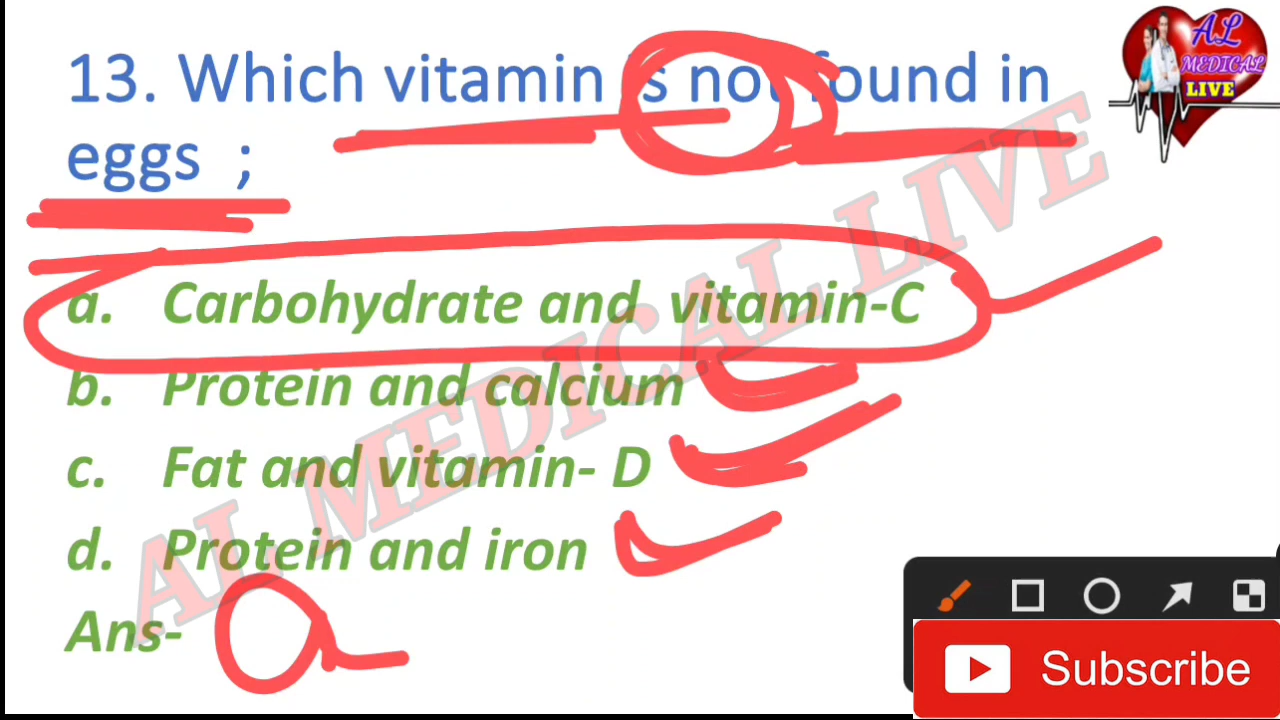 13. Which vitamin is not found in
eggs ;
a. Carbohydrate and vitamin-C
b. Protein and calcium
c. Fat and vitamin- D
d. Protein and iron
Ans- a
AL MEDICAL LIVE
AL
MEDICAL
LIVE
Subscribe